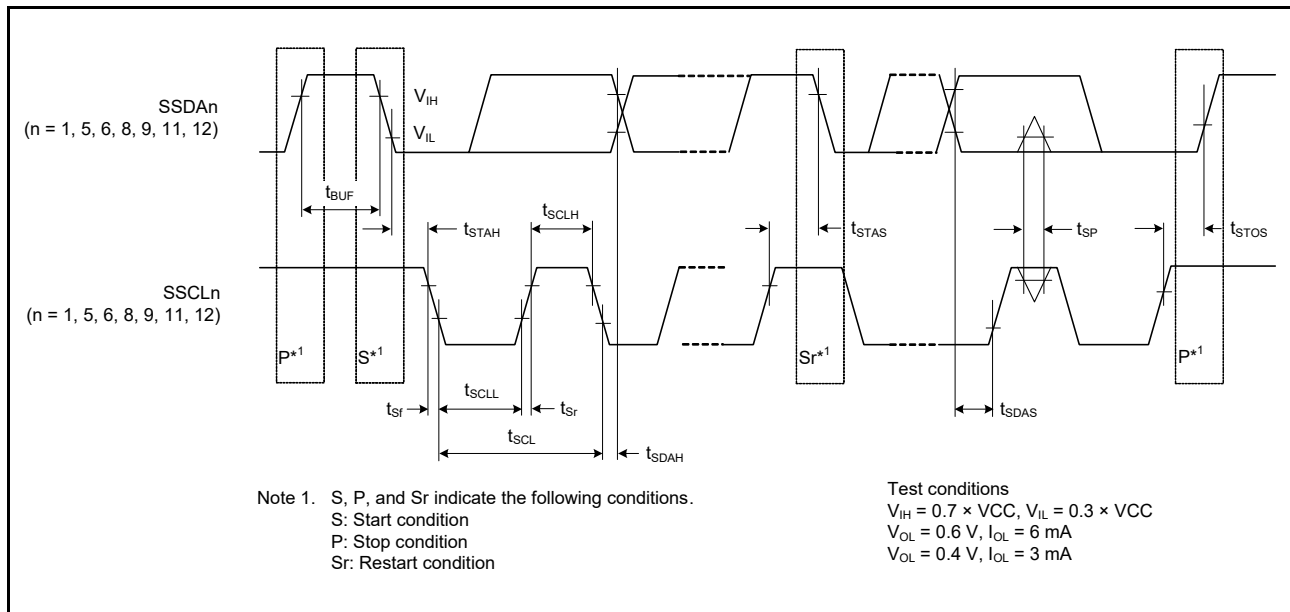 SSDAn
(n = 1, 5, 6, 8, 9, 11, 12)
VIH
VIL
tBUF
tSTAH
tSCLH
tSTAS
tSP
tSTOS
SSCLn
(n = 1, 5, 6, 8, 9, 11, 12)
P*1
S*1
Sr*1
P*1
tSf
tSCLL
tSr
tSCL
tSDAH
tSDAS
Note 1. S, P, and Sr indicate the following conditions.
S: Start condition
P: Stop condition
Sr: Restart condition
Test conditions
VIH = 0.7 × VCC, VIL = 0.3 × VCC
VOL = 0.6 V, IOL = 6 mA
VOL = 0.4 V, IOL = 3 mA